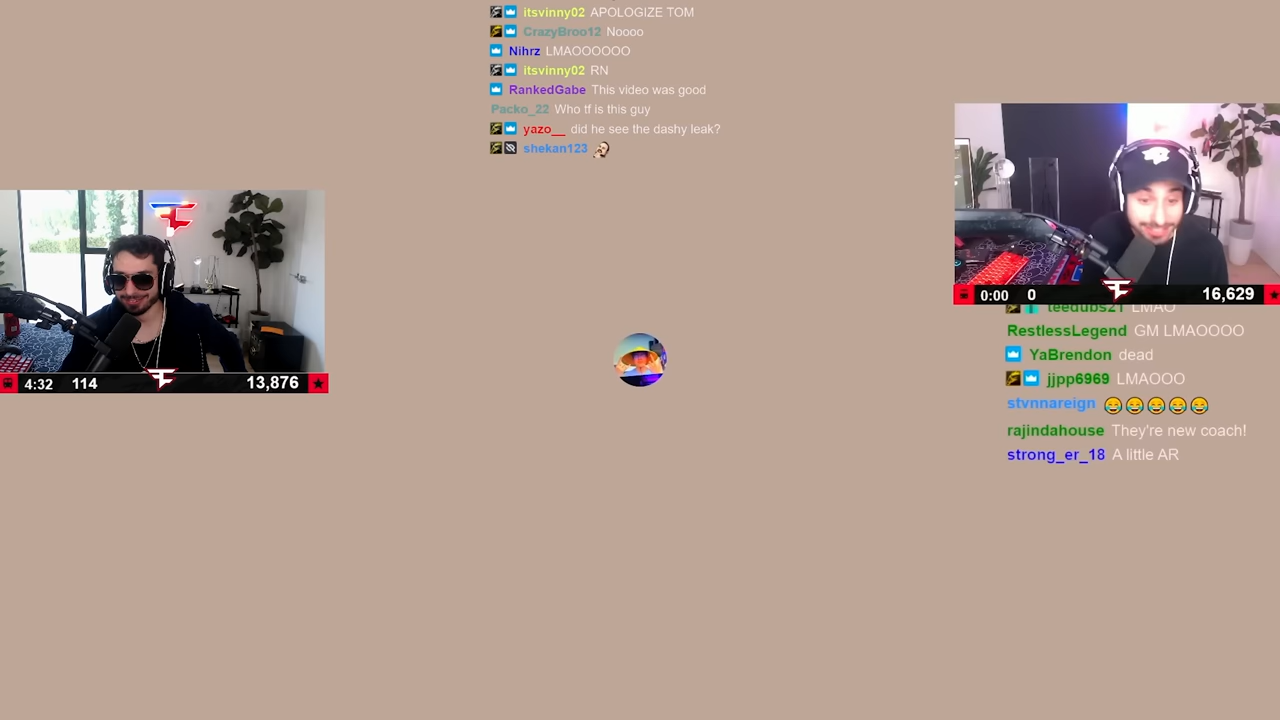 itsvinny02 APOLOGIZE TOM
CrazyBroo12 Noooo
Nihrz LMAOOOOOO
itsvinny02 RN
RankedGabe This video was good
Packo_22 Who tf is this guy
yazo__ did he see the dashy leak?
shekan123
4:32 114 13,876
0:00 0 16,629
teedubs21 LMAO
RestlessLegend GM LMAOOOO
YaBrendon dead
jjpp6969 LMAOOO
stvnnareign 😂😂😂😂😂
rajindahouse They're new coach!
strong_er_18 A little AR